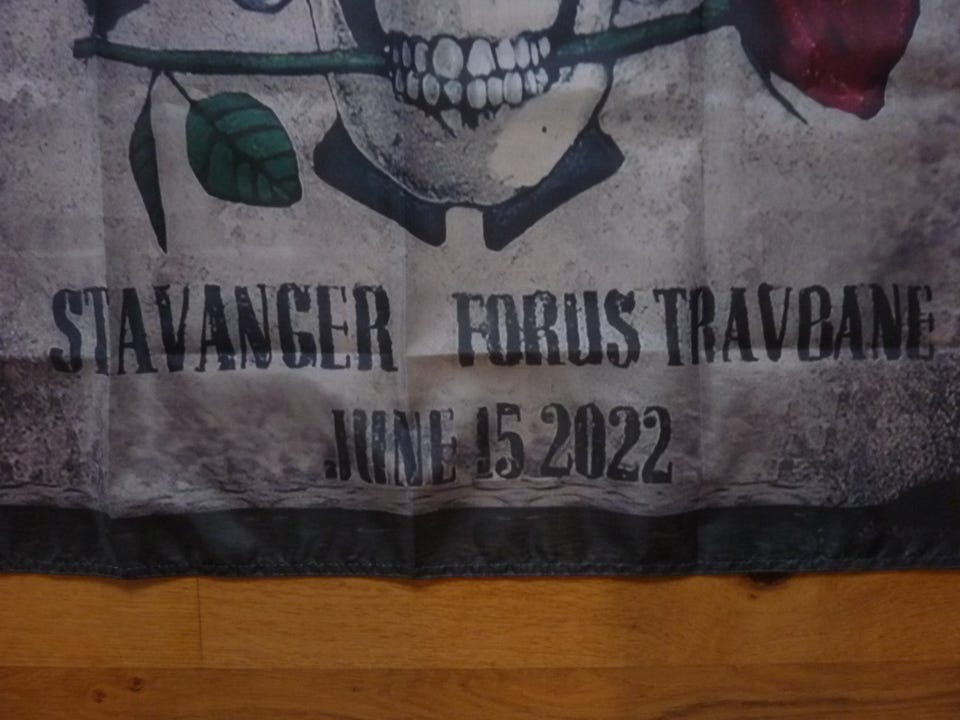 STAVANGER FORUS TRAVBANE
JUNE 15 2022